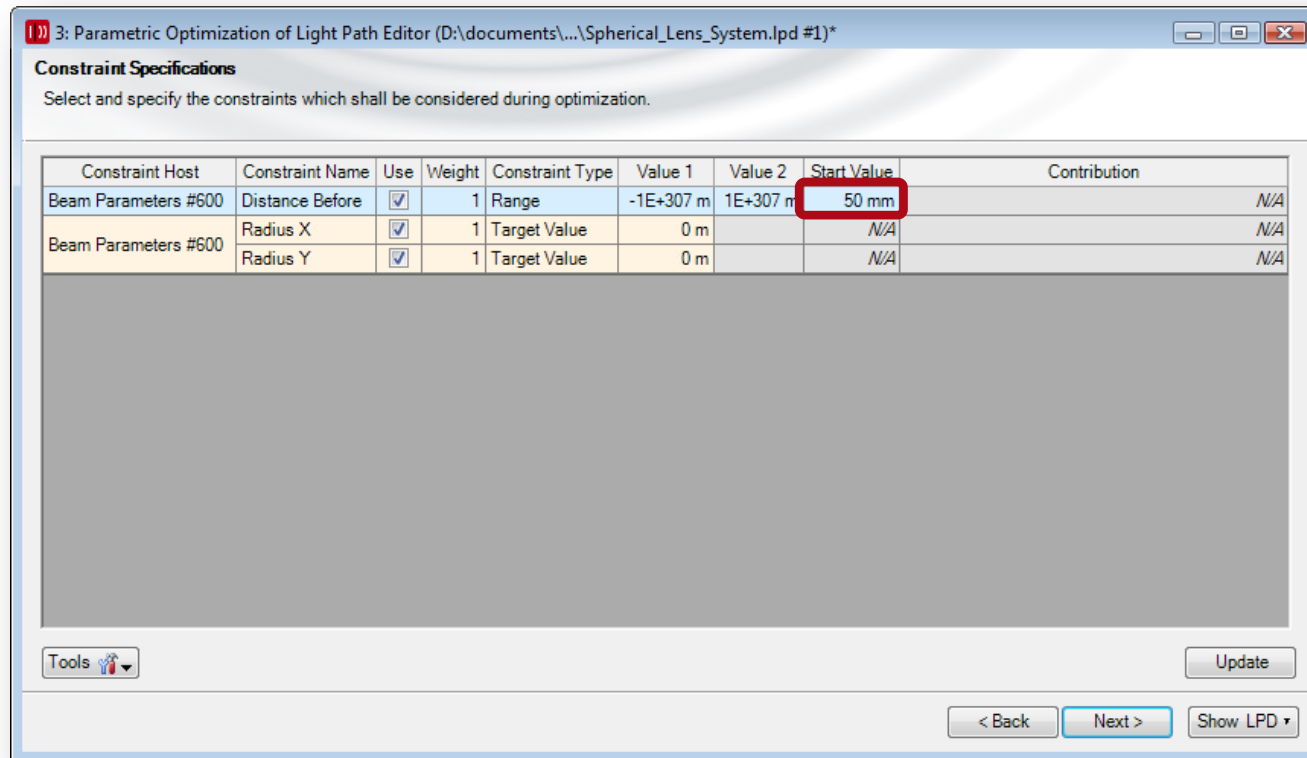 3: Parametric Optimization of Light Path Editor (D:\documents\...\Spherical_Lens_System.lpd #1)*
Constraint Specifications
Select and specify the constraints which shall be considered during optimization.
Constraint Host Constraint Name Use Weight Constraint Type Value 1 Value 2 Start Value Contribution
Beam Parameters #600 Distance Before 1 Range -1E+307 m 1E+307 m 50 mm N/A
Beam Parameters #600 Radius X 1 Target Value 0 m N/A N/A
Radius Y 1 Target Value 0 m N/A N/A
Tools Update
< Back Next > Show LPD